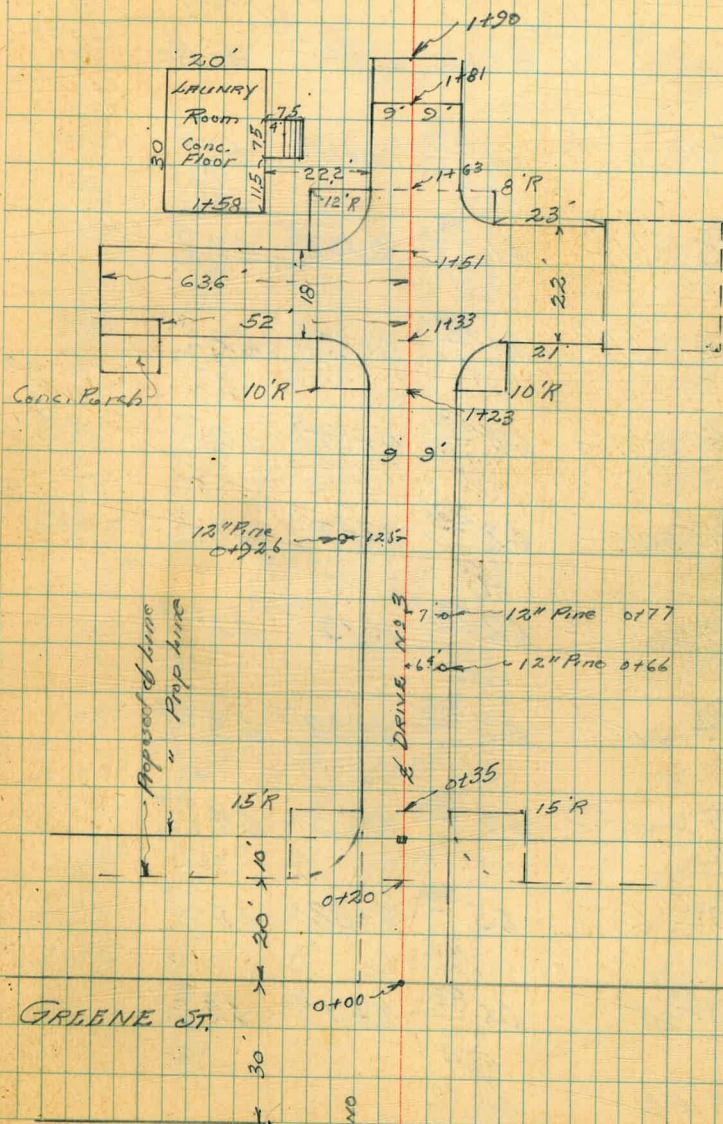 1+90
20'
LAUNRY
Room
Conc.
Floor
30
1+58
7.5
4'
7.5
11.5
22.2'
12'R
1+81
9' 9'
1+63
8'R
23'
1+51
63.6'
18'
22'
52'
1+33
21'
Conc. Porch
10'R
10'R
1+23
9' 9'
12" Pine
0+92.6
12.5
7'
12" Pine 0+77
12" Pine 0+66
DRIVE No 3
Proposed
" Prop Line
0+35
15'R
15'R
10'
0+20
20'
0+00
GREENE ST.
30'